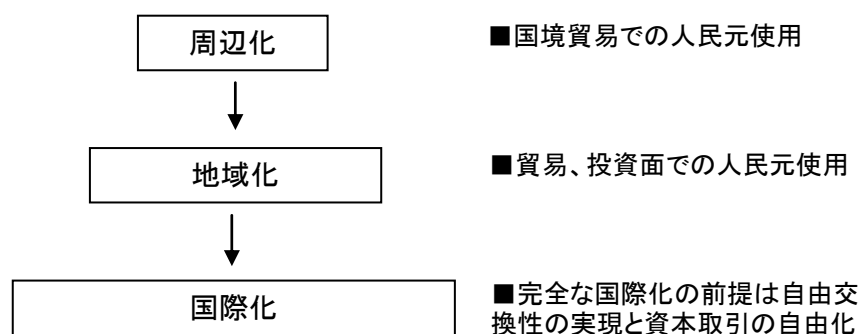 周辺化
■国境貿易での人民元使用
地域化
■貿易、投資面での人民元使用
国際化
■完全な国際化の前提は自由交
換性の実現と資本取引の自由化